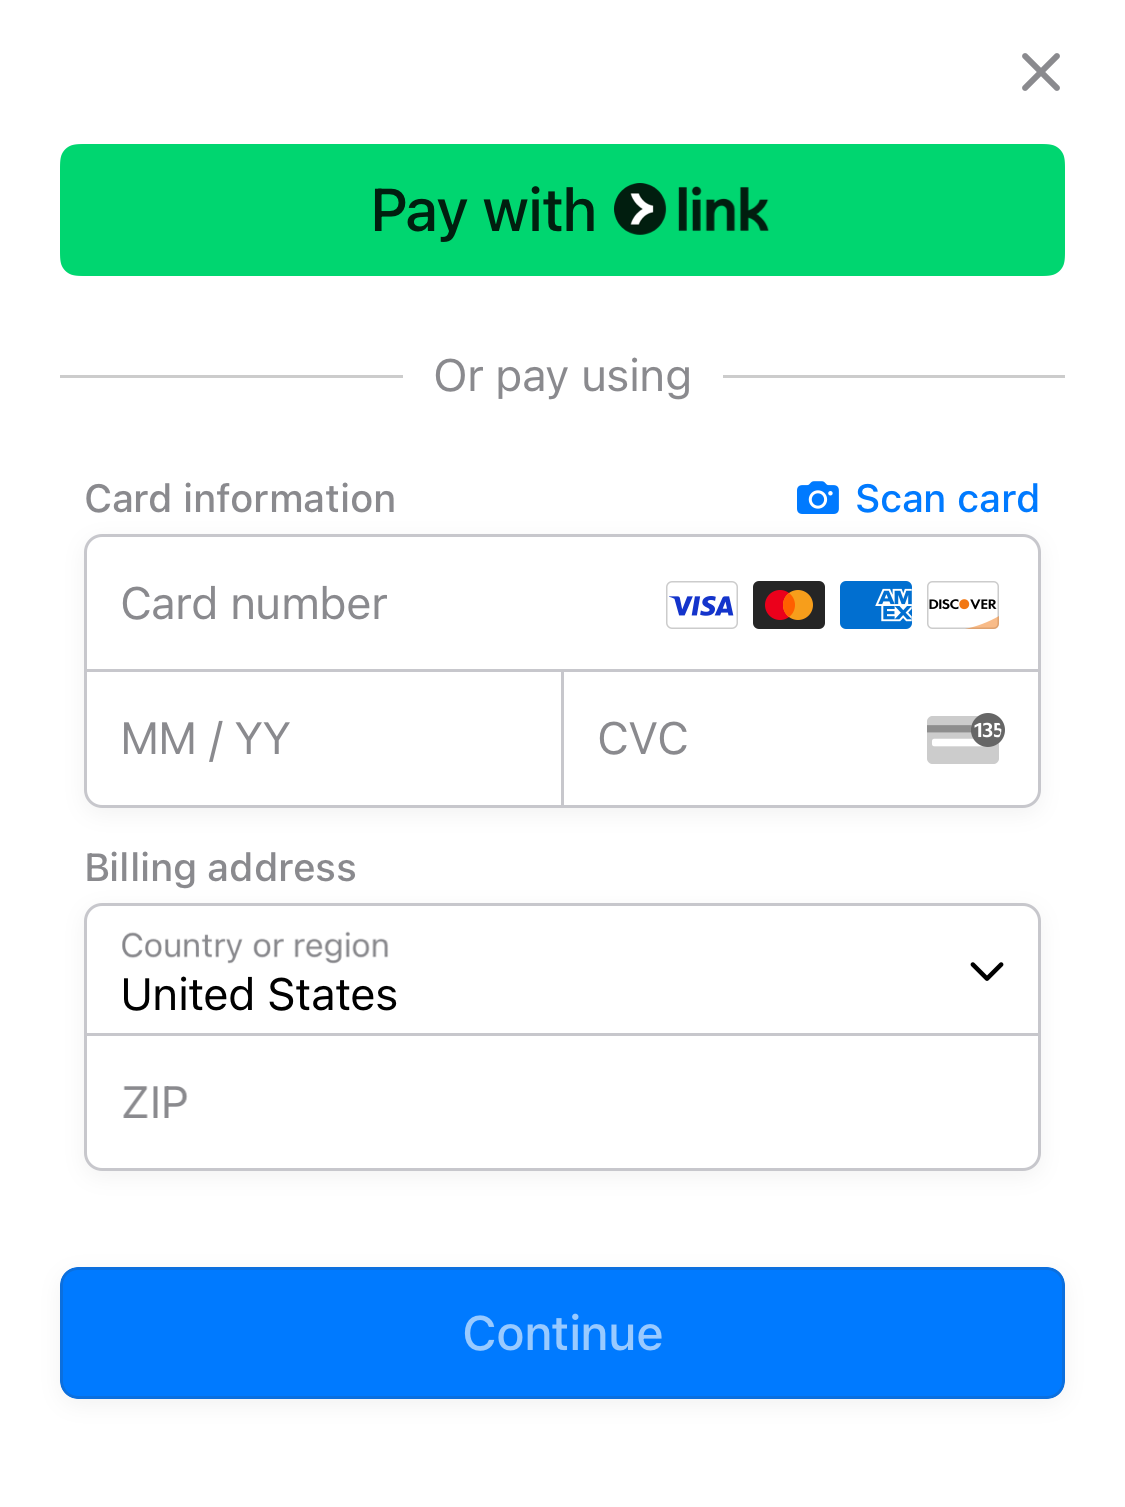 Pay with link
Or pay using
Card information Scan card
Card number VISA AM EX DISCOVER
MM / YY CVC 135
Billing address
Country or region
United States
ZIP
Continue